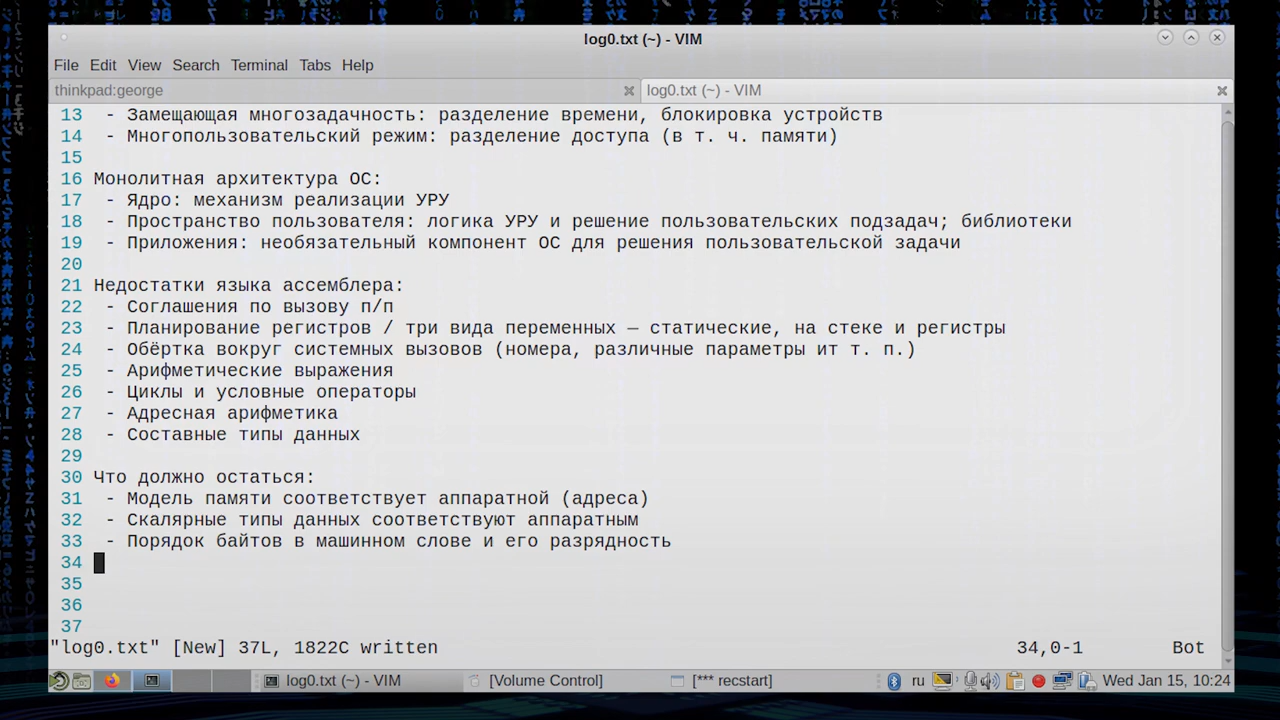 log0.txt (~) - VIM
File Edit View Search Terminal Tabs Help
thinkpad:george
log0.txt (~) - VIM
13 - Замещающая многозадачность: разделение времени, блокировка устройств
14 - Многопользовательский режим: разделение доступа (в т. ч. памяти)
15
16 Монолитная архитектура ОС:
17 - Ядро: механизм реализации УРУ
18 - Пространство пользователя: логика УРУ и решение пользовательских подзадач; библиотеки
19 - Приложения: необязательный компонент ОС для решения пользовательской задачи
20
21 Недостатки языка ассемблера:
22 - Соглашения по вызову п/п
23 - Планирование регистров / три вида переменных — статические, на стеке и регистры
24 - Обёртка вокруг системных вызовов (номера, различные параметры ит т. п.)
25 - Арифметические выражения
26 - Циклы и условные операторы
27 - Адресная арифметика
28 - Составные типы данных
29
30 Что должно остаться:
31 - Модель памяти соответствует аппаратной (адреса)
32 - Скалярные типы данных соответствуют аппаратным
33 - Порядок байтов в машинном слове и его разрядность
34
35
36
37
"log0.txt" [New] 37L, 1822C written 34,0-1 Bot
log0.txt (~) - VIM [Volume Control] [*** recstart] ru Wed Jan 15, 10:24